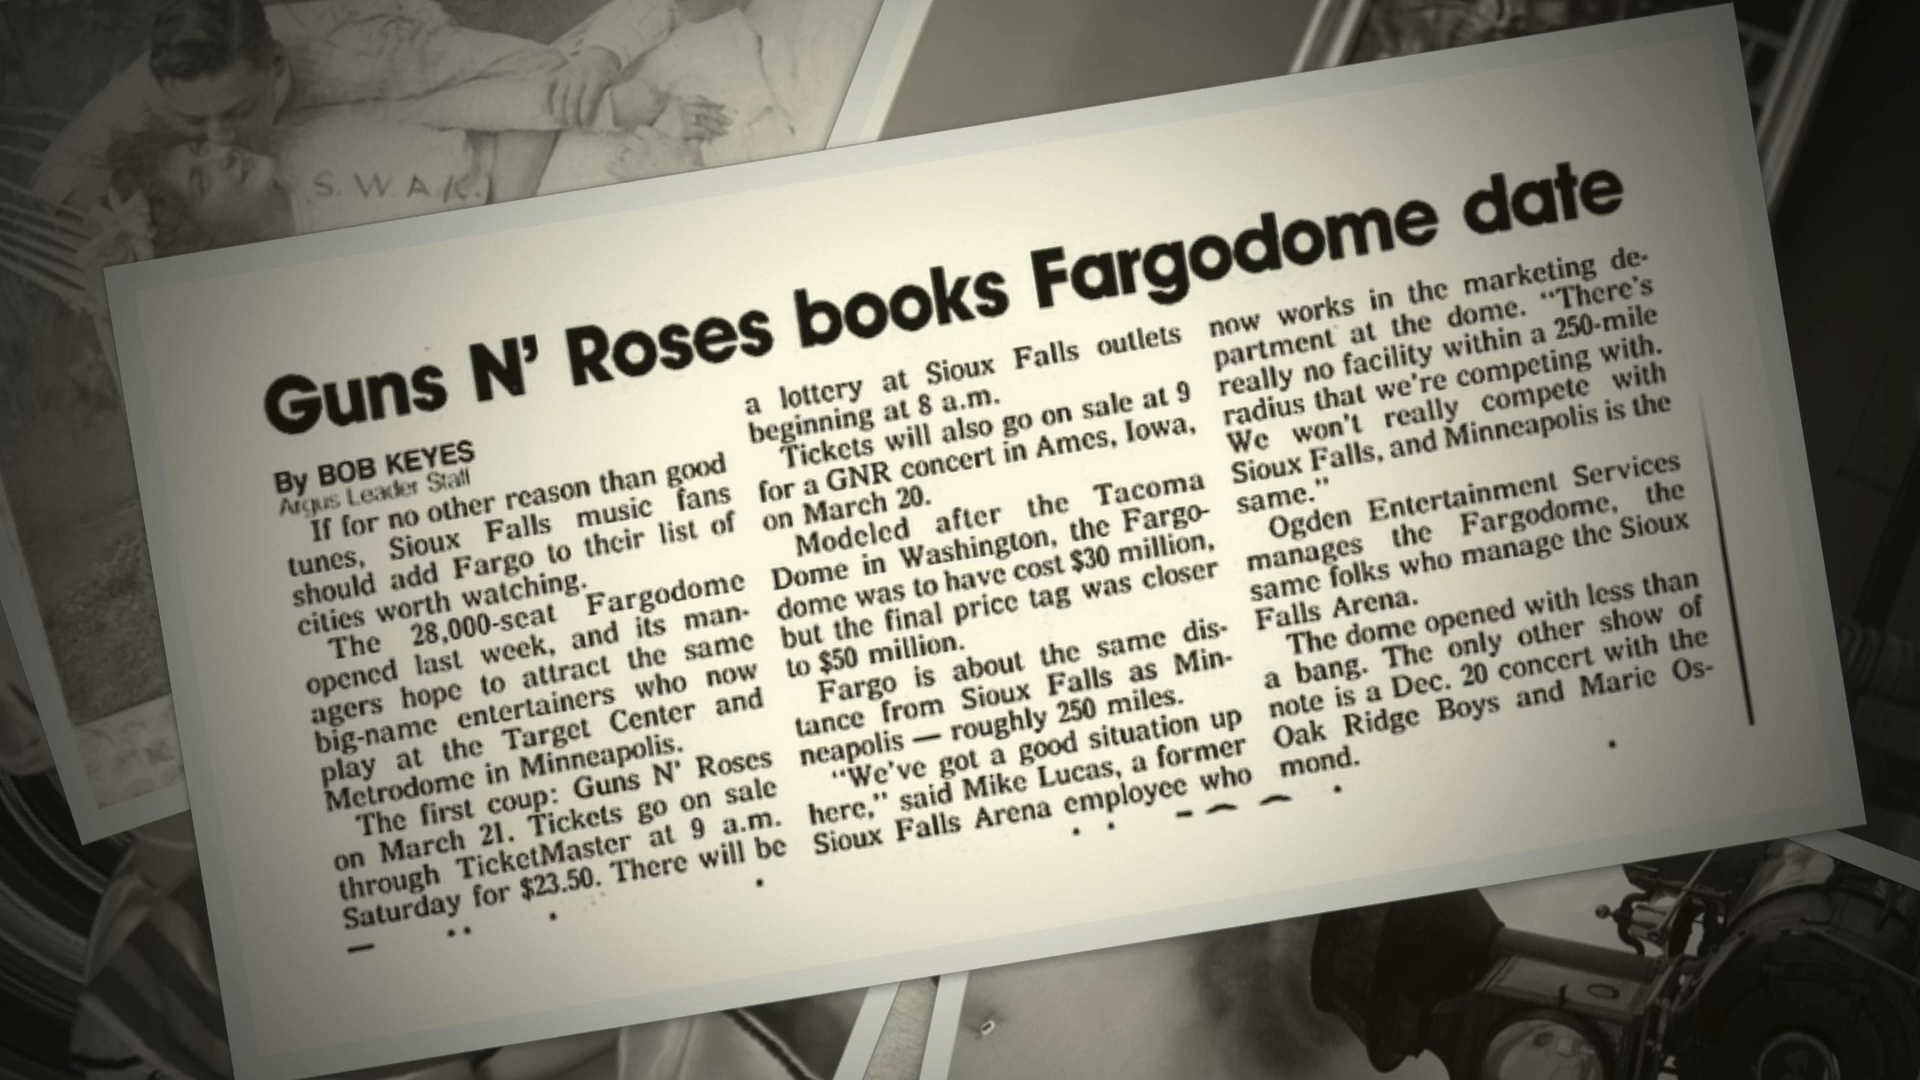 S. W. A. K.
Guns N' Roses books Fargodome date
By BOB KEYES
Argus Leader Staff
If for no other reason than good
tunes, Sioux Falls music fans
should add Fargo to their list of
cities worth watching.
The 28,000-seat Fargodome
opened last week, and its man-
agers hope to attract the same
big-name entertainers who now
play at the Target Center and
Metrodome in Minneapolis.
The first coup: Guns N' Roses
on March 21. Tickets go on sale
through TicketMaster at 9 a.m.
Saturday for $23.50. There will be
a lottery at Sioux Falls outlets
beginning at 8 a.m.
Tickets will also go on sale at 9
for a GNR concert in Ames, Iowa,
on March 20.
Modeled after the Tacoma
Dome in Washington, the Fargo-
dome was to have cost $30 million,
but the final price tag was closer
to $50 million.
Fargo is about the same dis-
tance from Sioux Falls as Min-
neapolis — roughly 250 miles.
"We've got a good situation up
here," said Mike Lucas, a former
Sioux Falls Arena employee who
now works in the marketing de-
partment at the dome. "There's
really no facility within a 250-mile
radius that we're competing with.
We won't really compete with
Sioux Falls, and Minneapolis is the
same."
Ogden Entertainment Services
manages the Fargodome, the
same folks who manage the Sioux
Falls Arena.
The dome opened with less than
a bang. The only other show of
note is a Dec. 20 concert with the
Oak Ridge Boys and Marie Os-
mond.